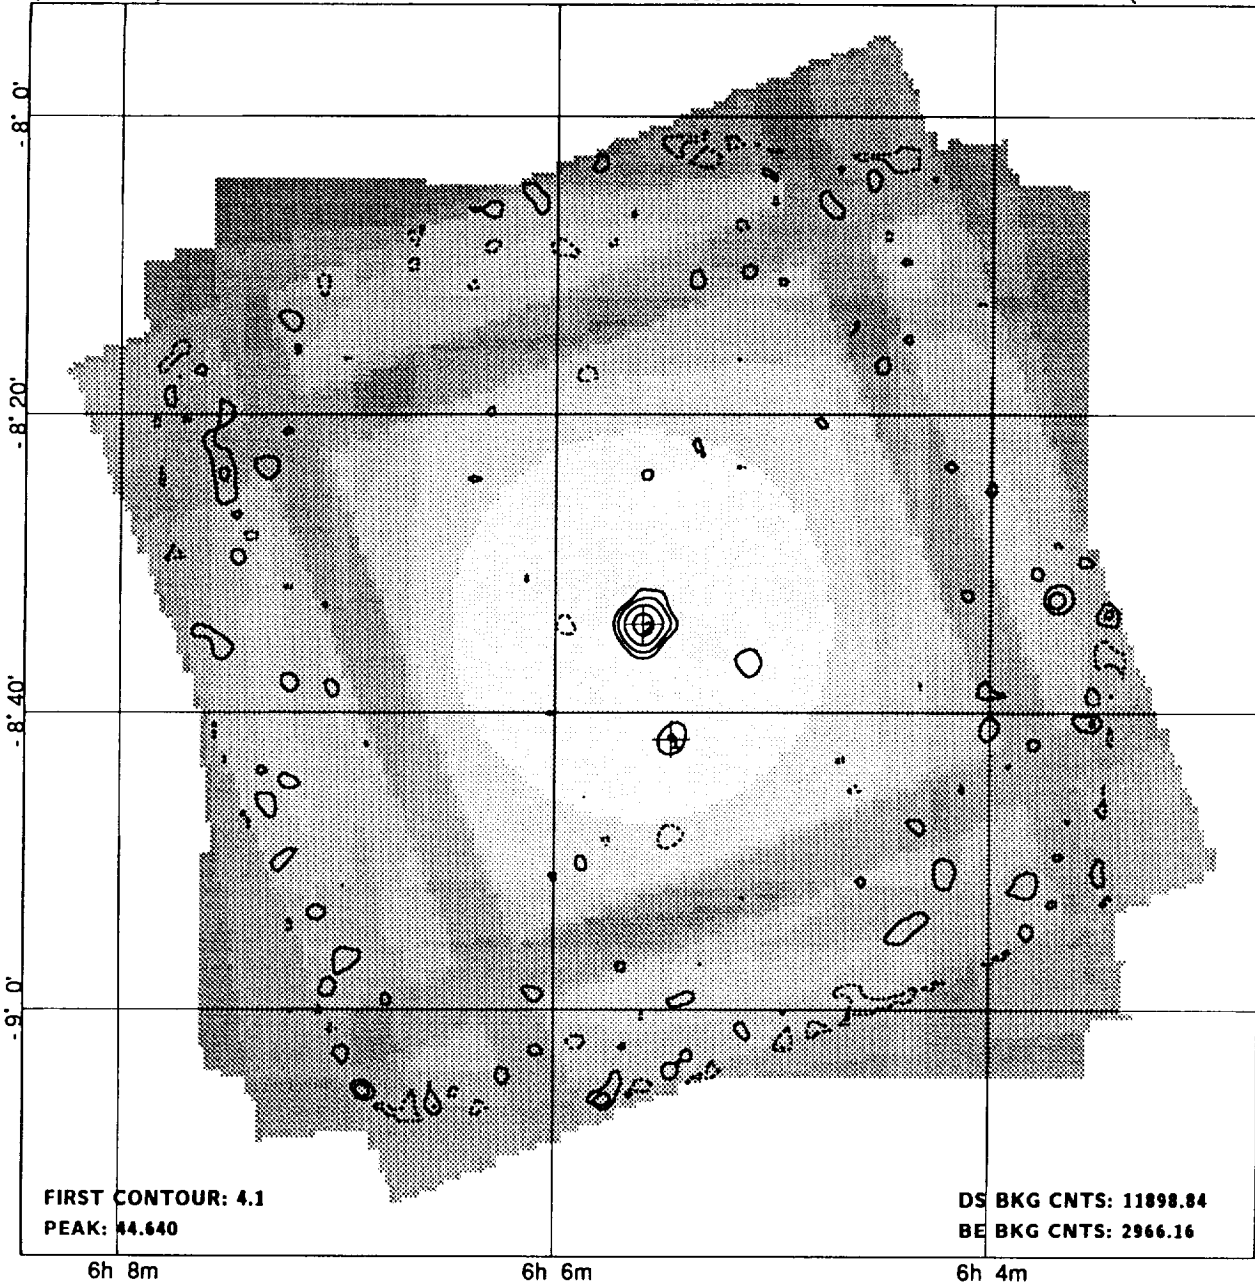 -8° 0'
-8° 20'
-8° 40'
-9° 0'
FIRST CONTOUR: 4.1
PEAK: 44.640
DS BKG CNTS: 11898.84
BE BKG CNTS: 2966.16
6h 8m
6h 6m
6h 4m